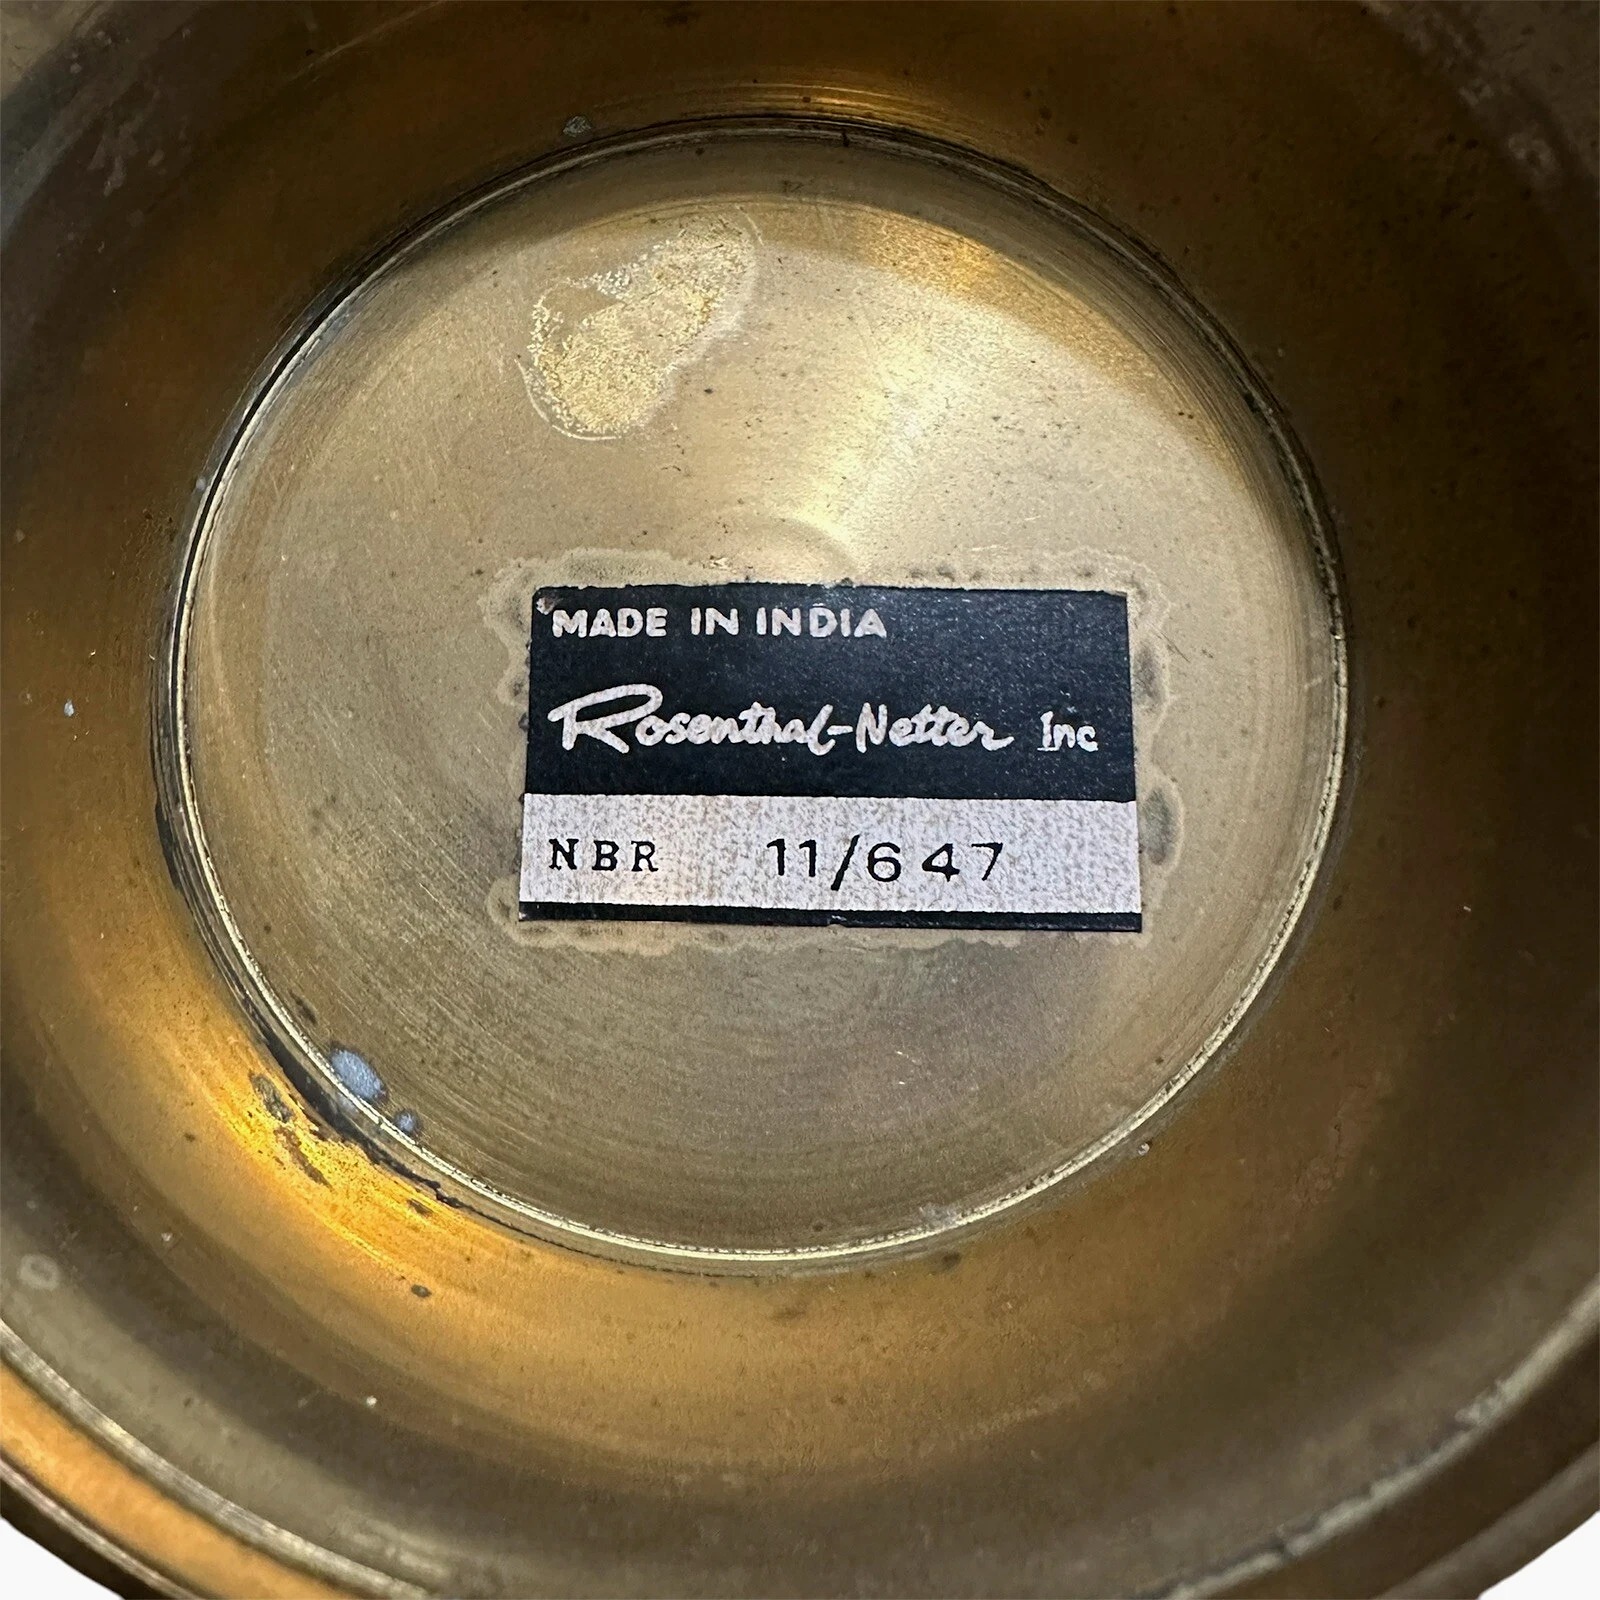 MADE IN INDIA
Rosenthal-Netter Inc
NBR 11/647